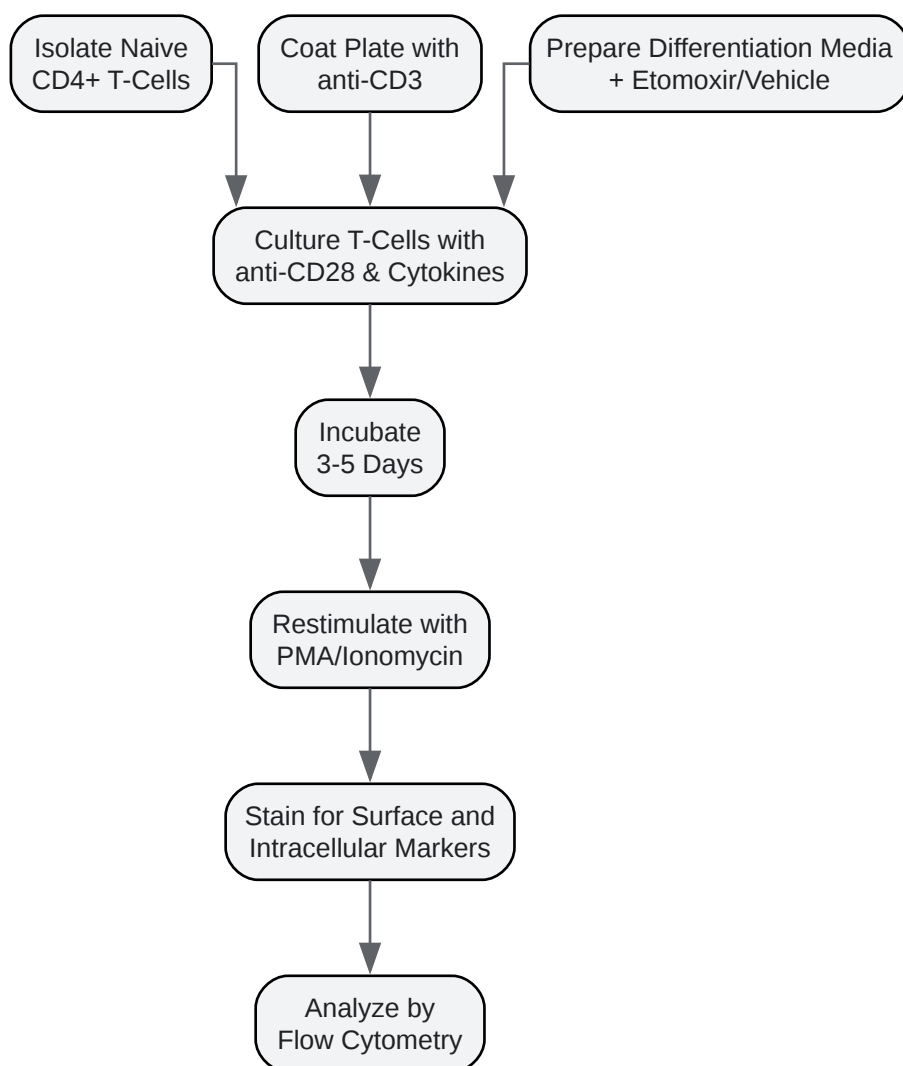 Isolate Naive
CD4+ T-Cells
Coat Plate with
anti-CD3
Prepare Differentiation Media
+ Etomoxir/Vehicle
Culture T-Cells with
anti-CD28 & Cytokines
Incubate
3-5 Days
Restimulate with
PMA/Ionomycin
Stain for Surface and
Intracellular Markers
Analyze by
Flow Cytometry